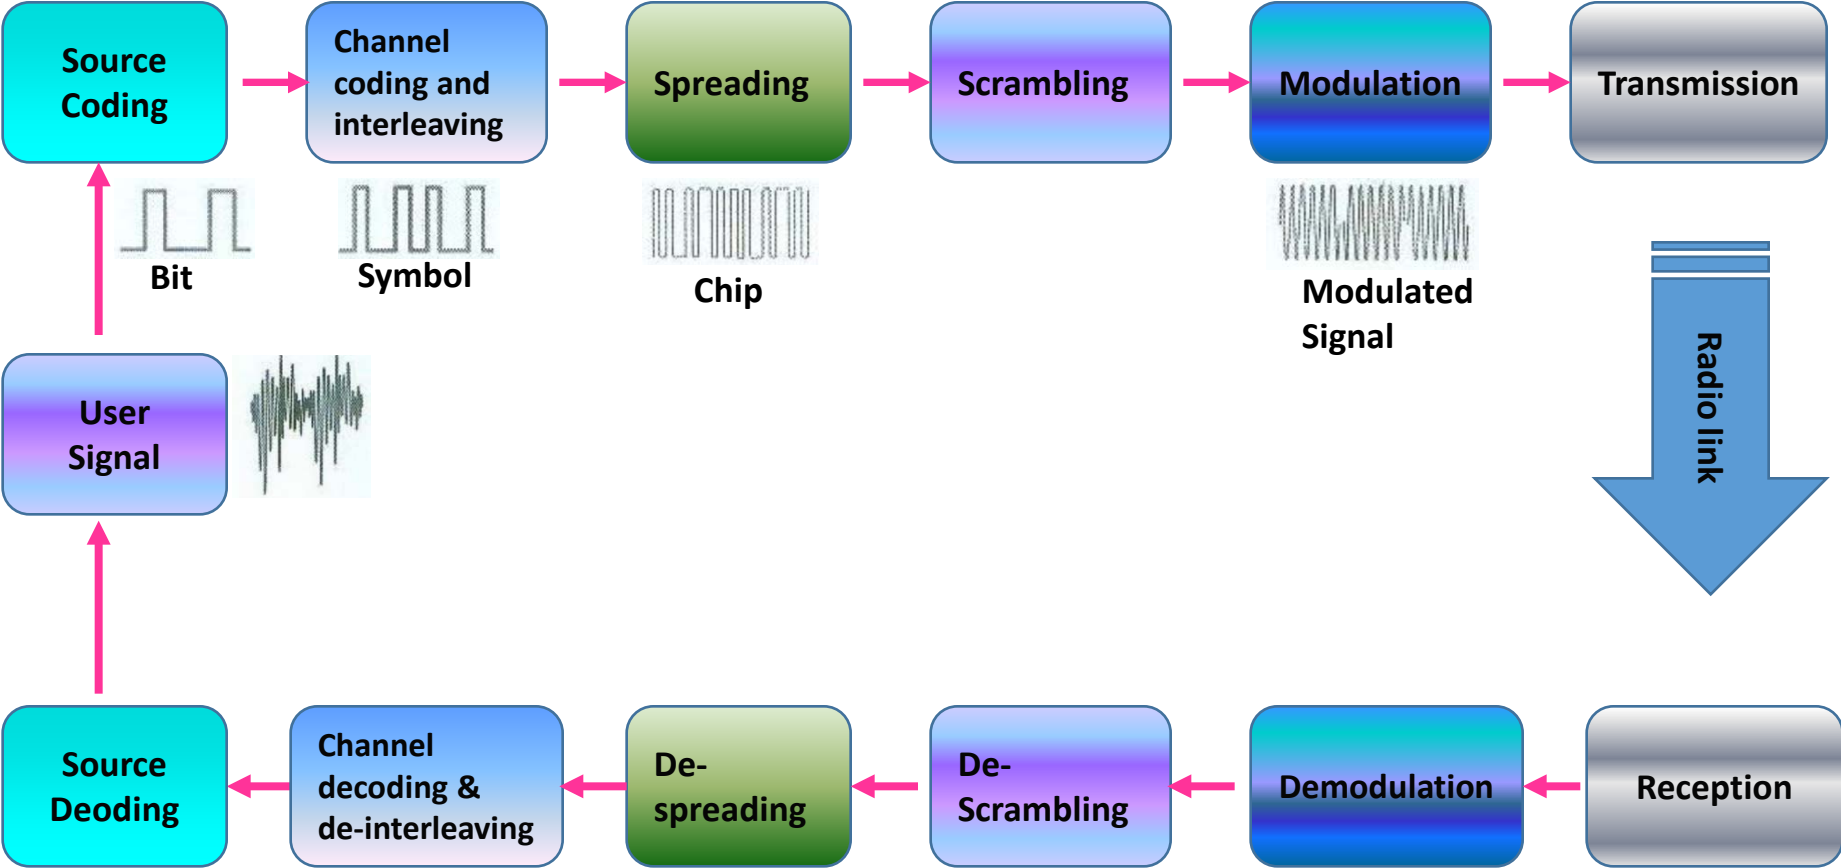 Source
Coding
Channel
coding and
interleaving
Spreading
Scrambling
Modulation
Transmission
Bit
Symbol
Chip
Modulated
Signal
User
Signal
Radio link
Source
Deoding
Channel
decoding &
de-interleaving
De-
spreading
De-
Scrambling
Demodulation
Reception